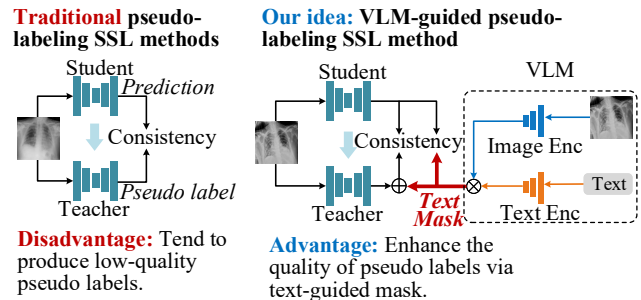 Traditional pseudo-
labeling SSL methods
Student
Prediction
Consistency
Pseudo label
Teacher
Disadvantage: Tend to
produce low-quality
pseudo labels.
Our idea: VLM-guided pseudo-
labeling SSL method
VLM
Student
Consistency
Image Enc
Text
Text
Mask
Teacher
Text Enc
Advantage: Enhance the
quality of pseudo labels via
text-guided mask.